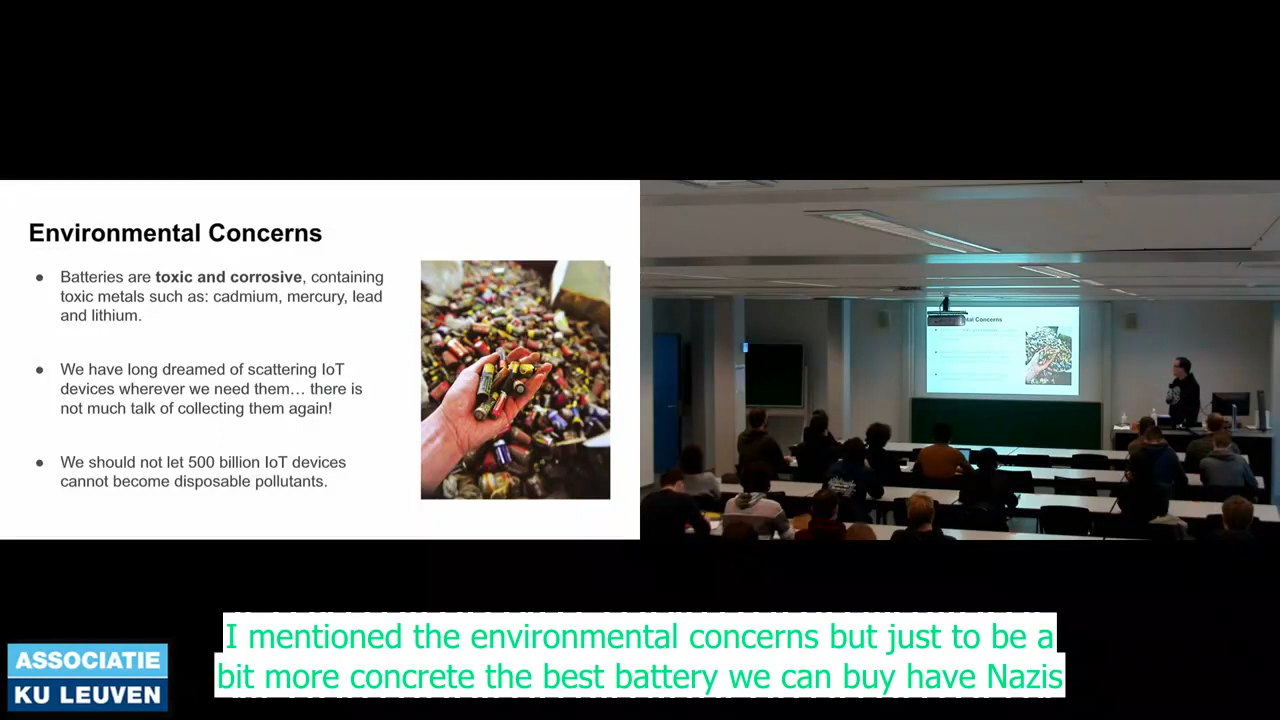 Environmental Concerns
● Batteries are toxic and corrosive, containing
toxic metals such as: cadmium, mercury, lead
and lithium.
● We have long dreamed of scattering IoT
devices wherever we need them… there is
not much talk of collecting them again!
● We should not let 500 billion IoT devices
cannot become disposable pollutants.
tal Concerns
I mentioned the environmental concerns but just to be a
bit more concrete the best battery we can buy have Nazis
ASSOCIATIE
KU LEUVEN